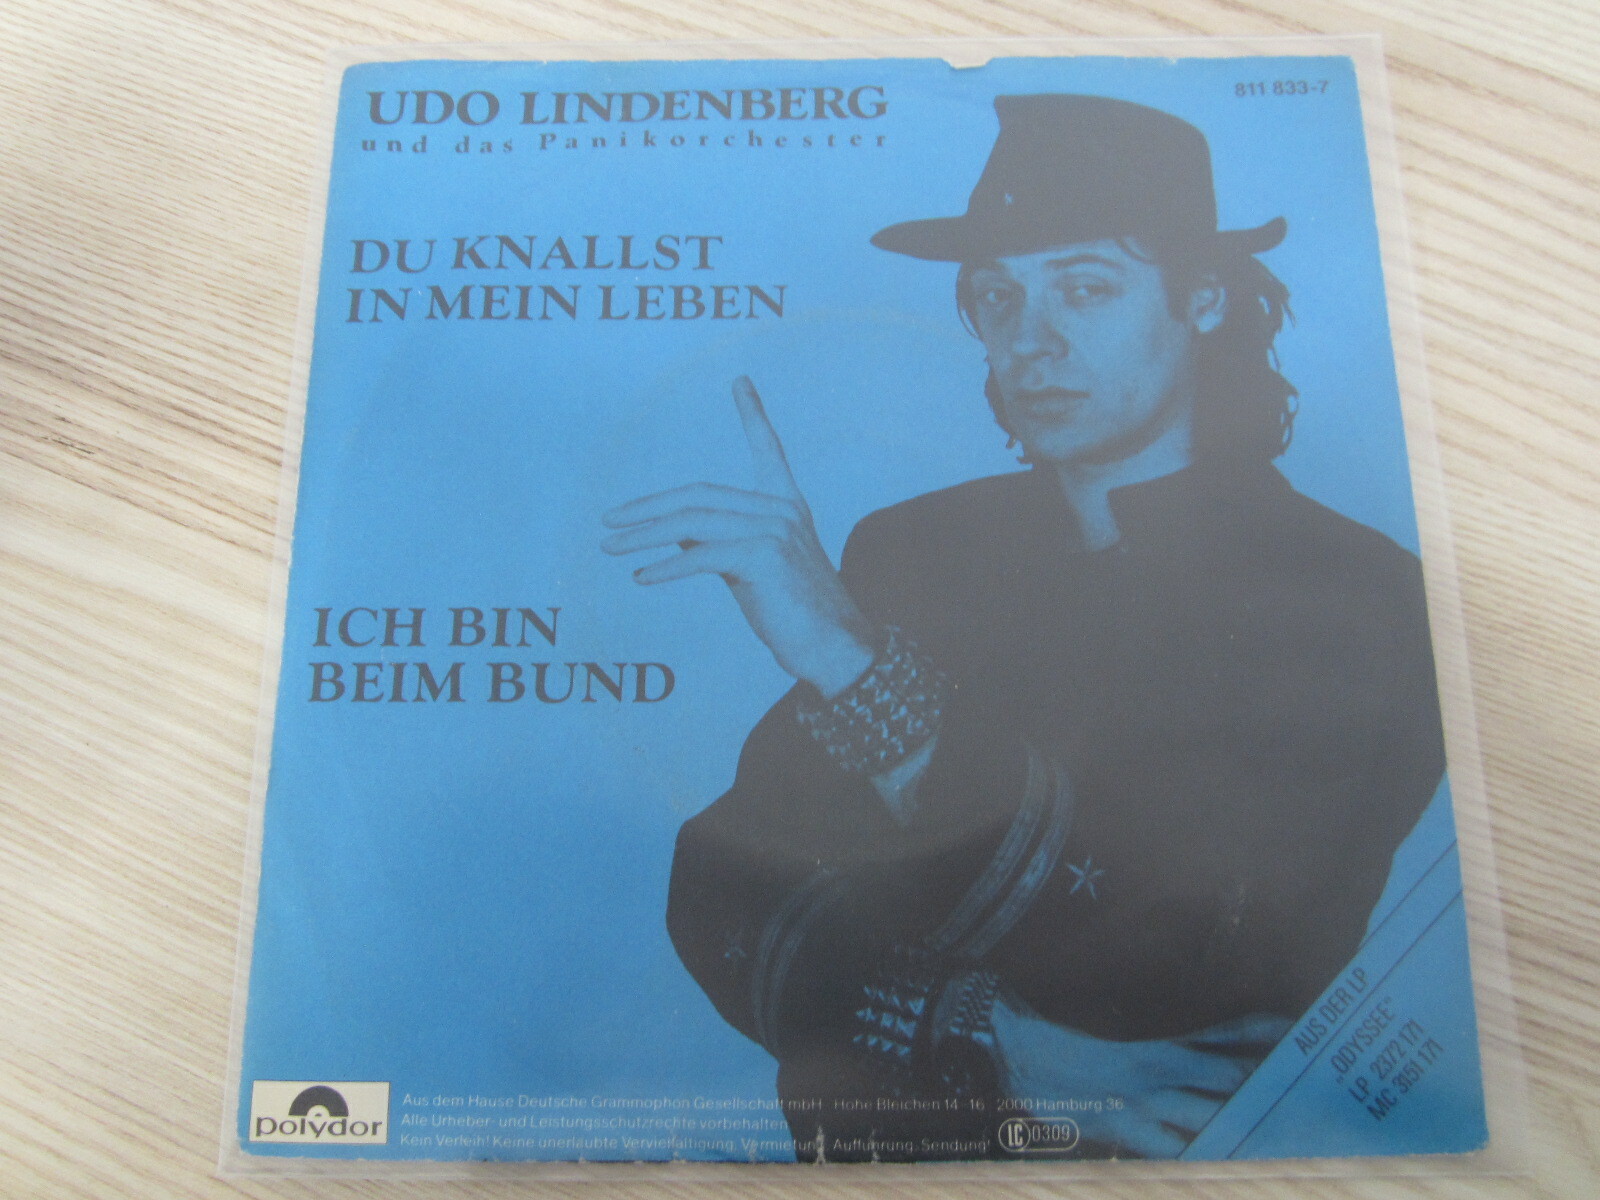 UDO LINDENBERG
und das Panikorchester
811 833-7
DU KNALLST
IN MEIN LEBEN
ICH BIN
BEIM BUND
AUS DER LP
„ODYSSEE”
LP 2372 171
MC 3151 171
polydor
Aus dem Hause Deutsche Grammophon Gesellschaft mbH Hohe Bleichen 14-16 2000 Hamburg 36
Alle Urheber- und Leistungsschutzrechte vorbehalten
Kein Verleih! Keine unerlaubte Vervielfältigung, Vermietung, Aufführung, Sendung!
LC 0309